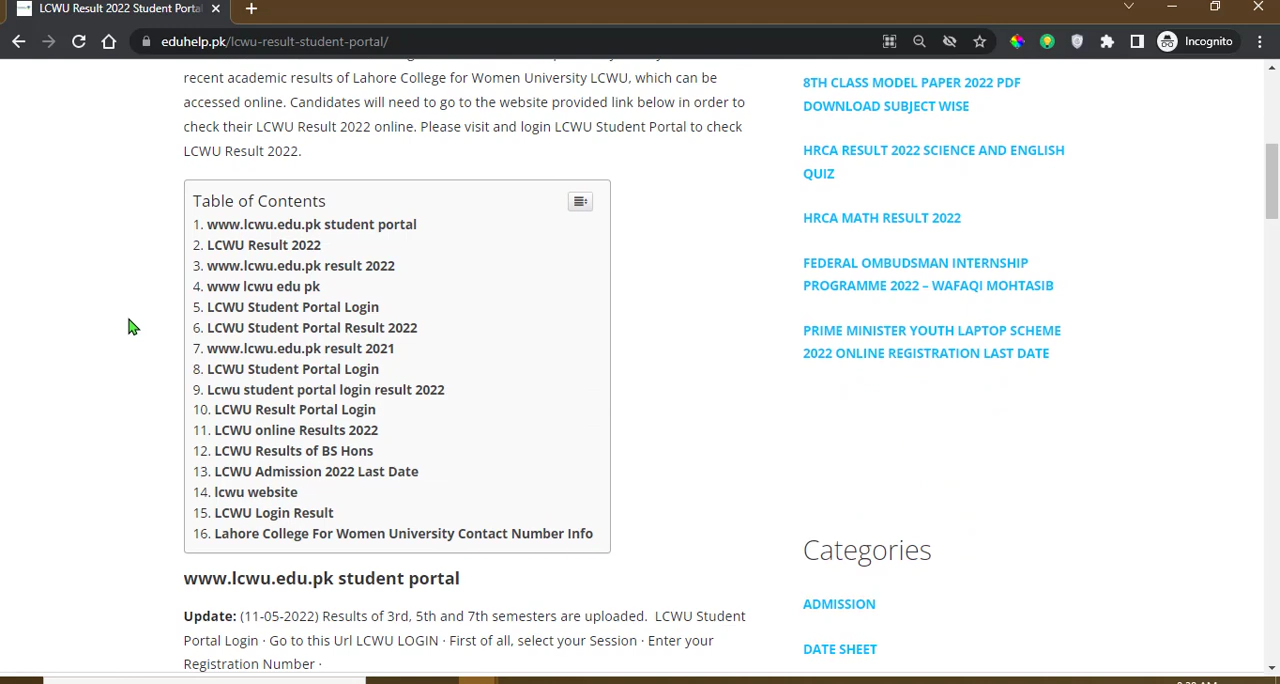 LCWU Result 2022 Student Porta
eduhelp.pk/lcwu-result-student-portal/
Incognito
recent academic results of Lahore College for Women University LCWU, which can be
accessed online. Candidates will need to go to the website provided link below in order to
check their LCWU Result 2022 online. Please visit and login LCWU Student Portal to check
LCWU Result 2022.
Table of Contents
1. www.lcwu.edu.pk student portal
2. LCWU Result 2022
3. www.lcwu.edu.pk result 2022
4. www lcwu edu pk
5. LCWU Student Portal Login
6. LCWU Student Portal Result 2022
7. www.lcwu.edu.pk result 2021
8. LCWU Student Portal Login
9. Lcwu student portal login result 2022
10. LCWU Result Portal Login
11. LCWU online Results 2022
12. LCWU Results of BS Hons
13. LCWU Admission 2022 Last Date
14. lcwu website
15. LCWU Login Result
16. Lahore College For Women University Contact Number Info
www.lcwu.edu.pk student portal
Update: (11-05-2022) Results of 3rd, 5th and 7th semesters are uploaded. LCWU Student
Portal Login · Go to this Url LCWU LOGIN · First of all, select your Session · Enter your
Registration Number ·
8TH CLASS MODEL PAPER 2022 PDF
DOWNLOAD SUBJECT WISE
HRCA RESULT 2022 SCIENCE AND ENGLISH
QUIZ
HRCA MATH RESULT 2022
FEDERAL OMBUDSMAN INTERNSHIP
PROGRAMME 2022 – WAFAQI MOHTASIB
PRIME MINISTER YOUTH LAPTOP SCHEME
2022 ONLINE REGISTRATION LAST DATE
Categories
ADMISSION
DATE SHEET